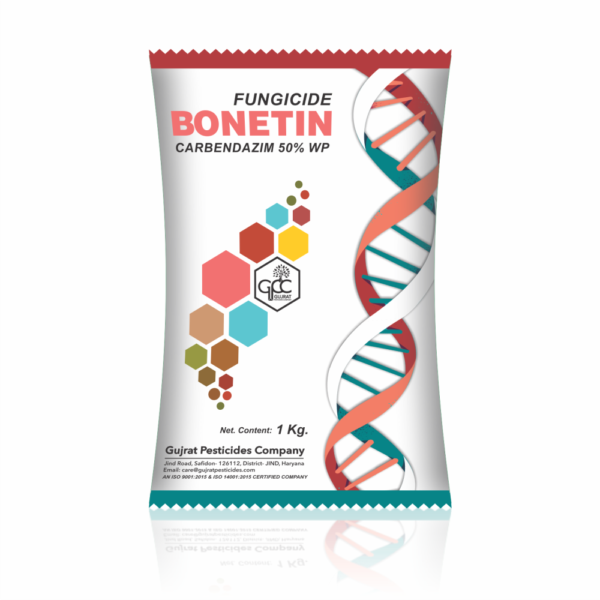 FUNGICIDE
BONETIN
CARBENDAZIM 50% WP
GPC
GUJRAT
Net. Content: 1 Kg.
Gujrat Pesticides Company
Jind Road, Safidon- 126112, District- JIND, Haryana
Email: care@gujratpesticides.com
AN ISO 9001:2015 & ISO 14001:2015 CERTIFIED COMPANY